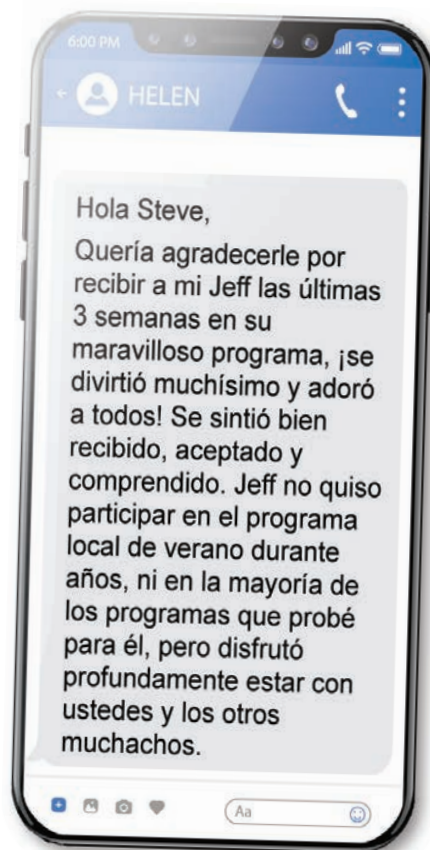 6:00 PM
HELEN
Hola Steve,
Quería agradecerle por
recibir a mi Jeff las últimas
3 semanas en su
maravilloso programa, ¡se
divirtió muchísimo y adoró
a todos! Se sintió bien
recibido, aceptado y
comprendido. Jeff no quiso
participar en el programa
local de verano durante
años, ni en la mayoría de
los programas que probé
para él, pero disfrutó
profundamente estar con
ustedes y los otros
muchachos.
Aa